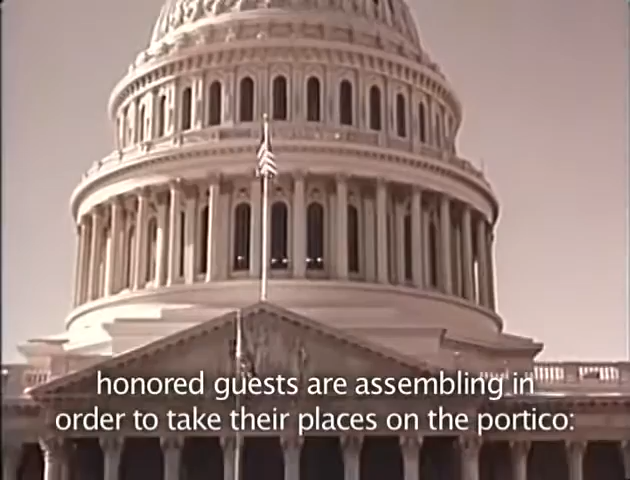 honored guests are assembling in
order to take their places on the portico: